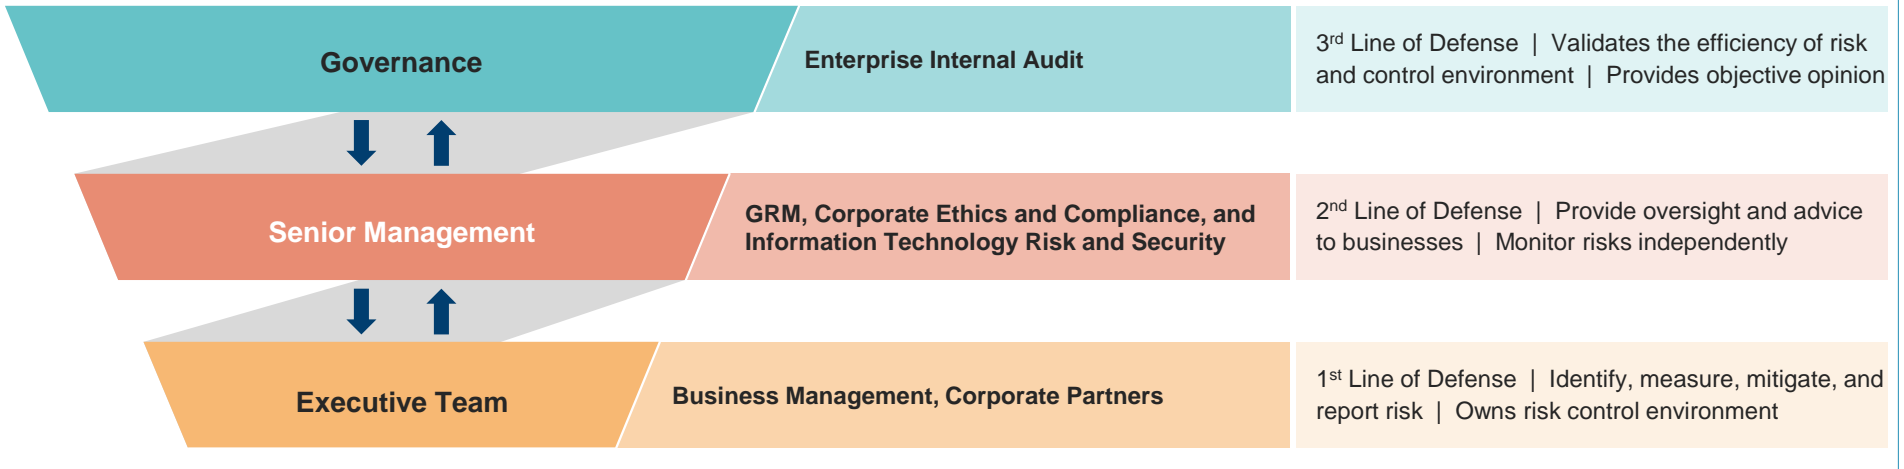 Governance
Enterprise Internal Audit
3rd Line of Defense | Validates the efficiency of risk
and control environment | Provides objective opinion
Senior Management
GRM, Corporate Ethics and Compliance, and
Information Technology Risk and Security
2nd Line of Defense | Provide oversight and advice
to businesses | Monitor risks independently
Executive Team
Business Management, Corporate Partners
1st Line of Defense | Identify, measure, mitigate, and
report risk | Owns risk control environment